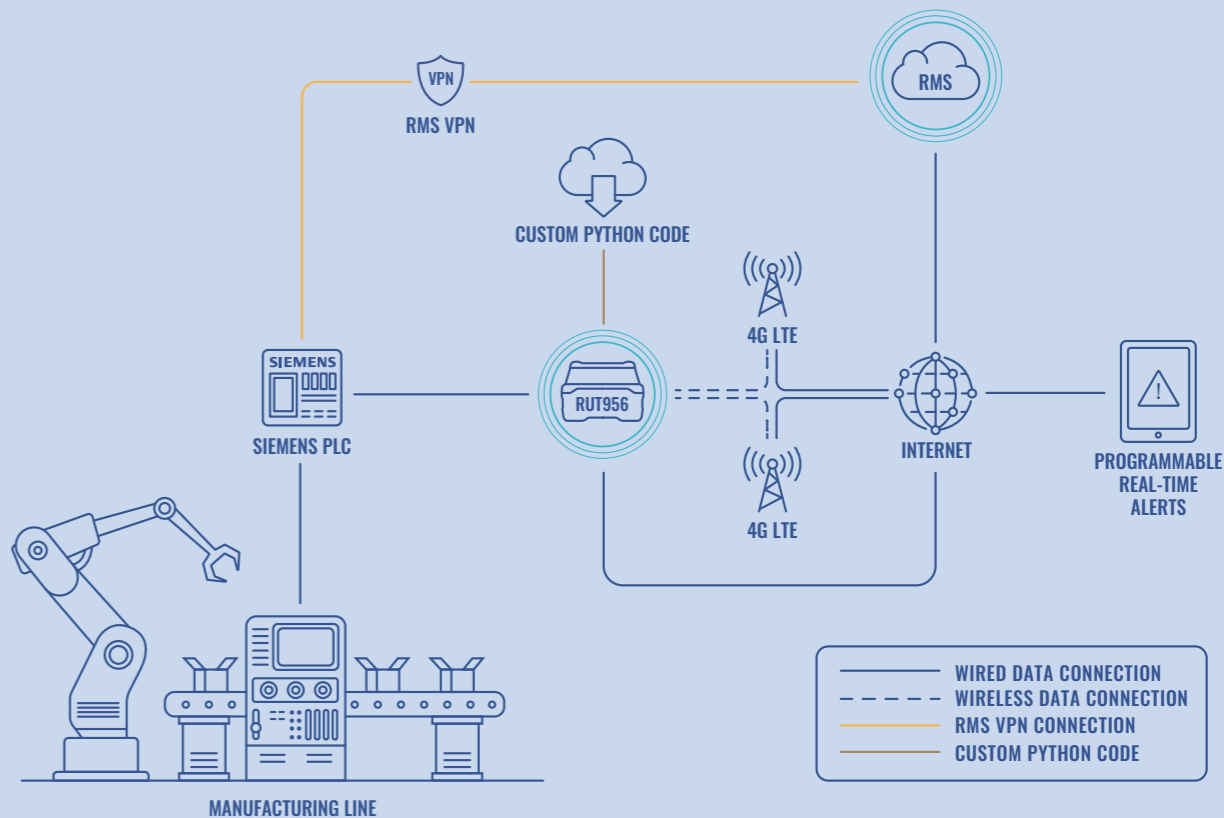 VPN
RMS VPN
RMS
CUSTOM PYTHON CODE
4G LTE
SIEMENS
SIEMENS PLC
RUT956
INTERNET
4G LTE
PROGRAMMABLE
REAL-TIME
ALERTS
WIRED DATA CONNECTION
WIRELESS DATA CONNECTION
RMS VPN CONNECTION
CUSTOM PYTHON CODE
MANUFACTURING LINE